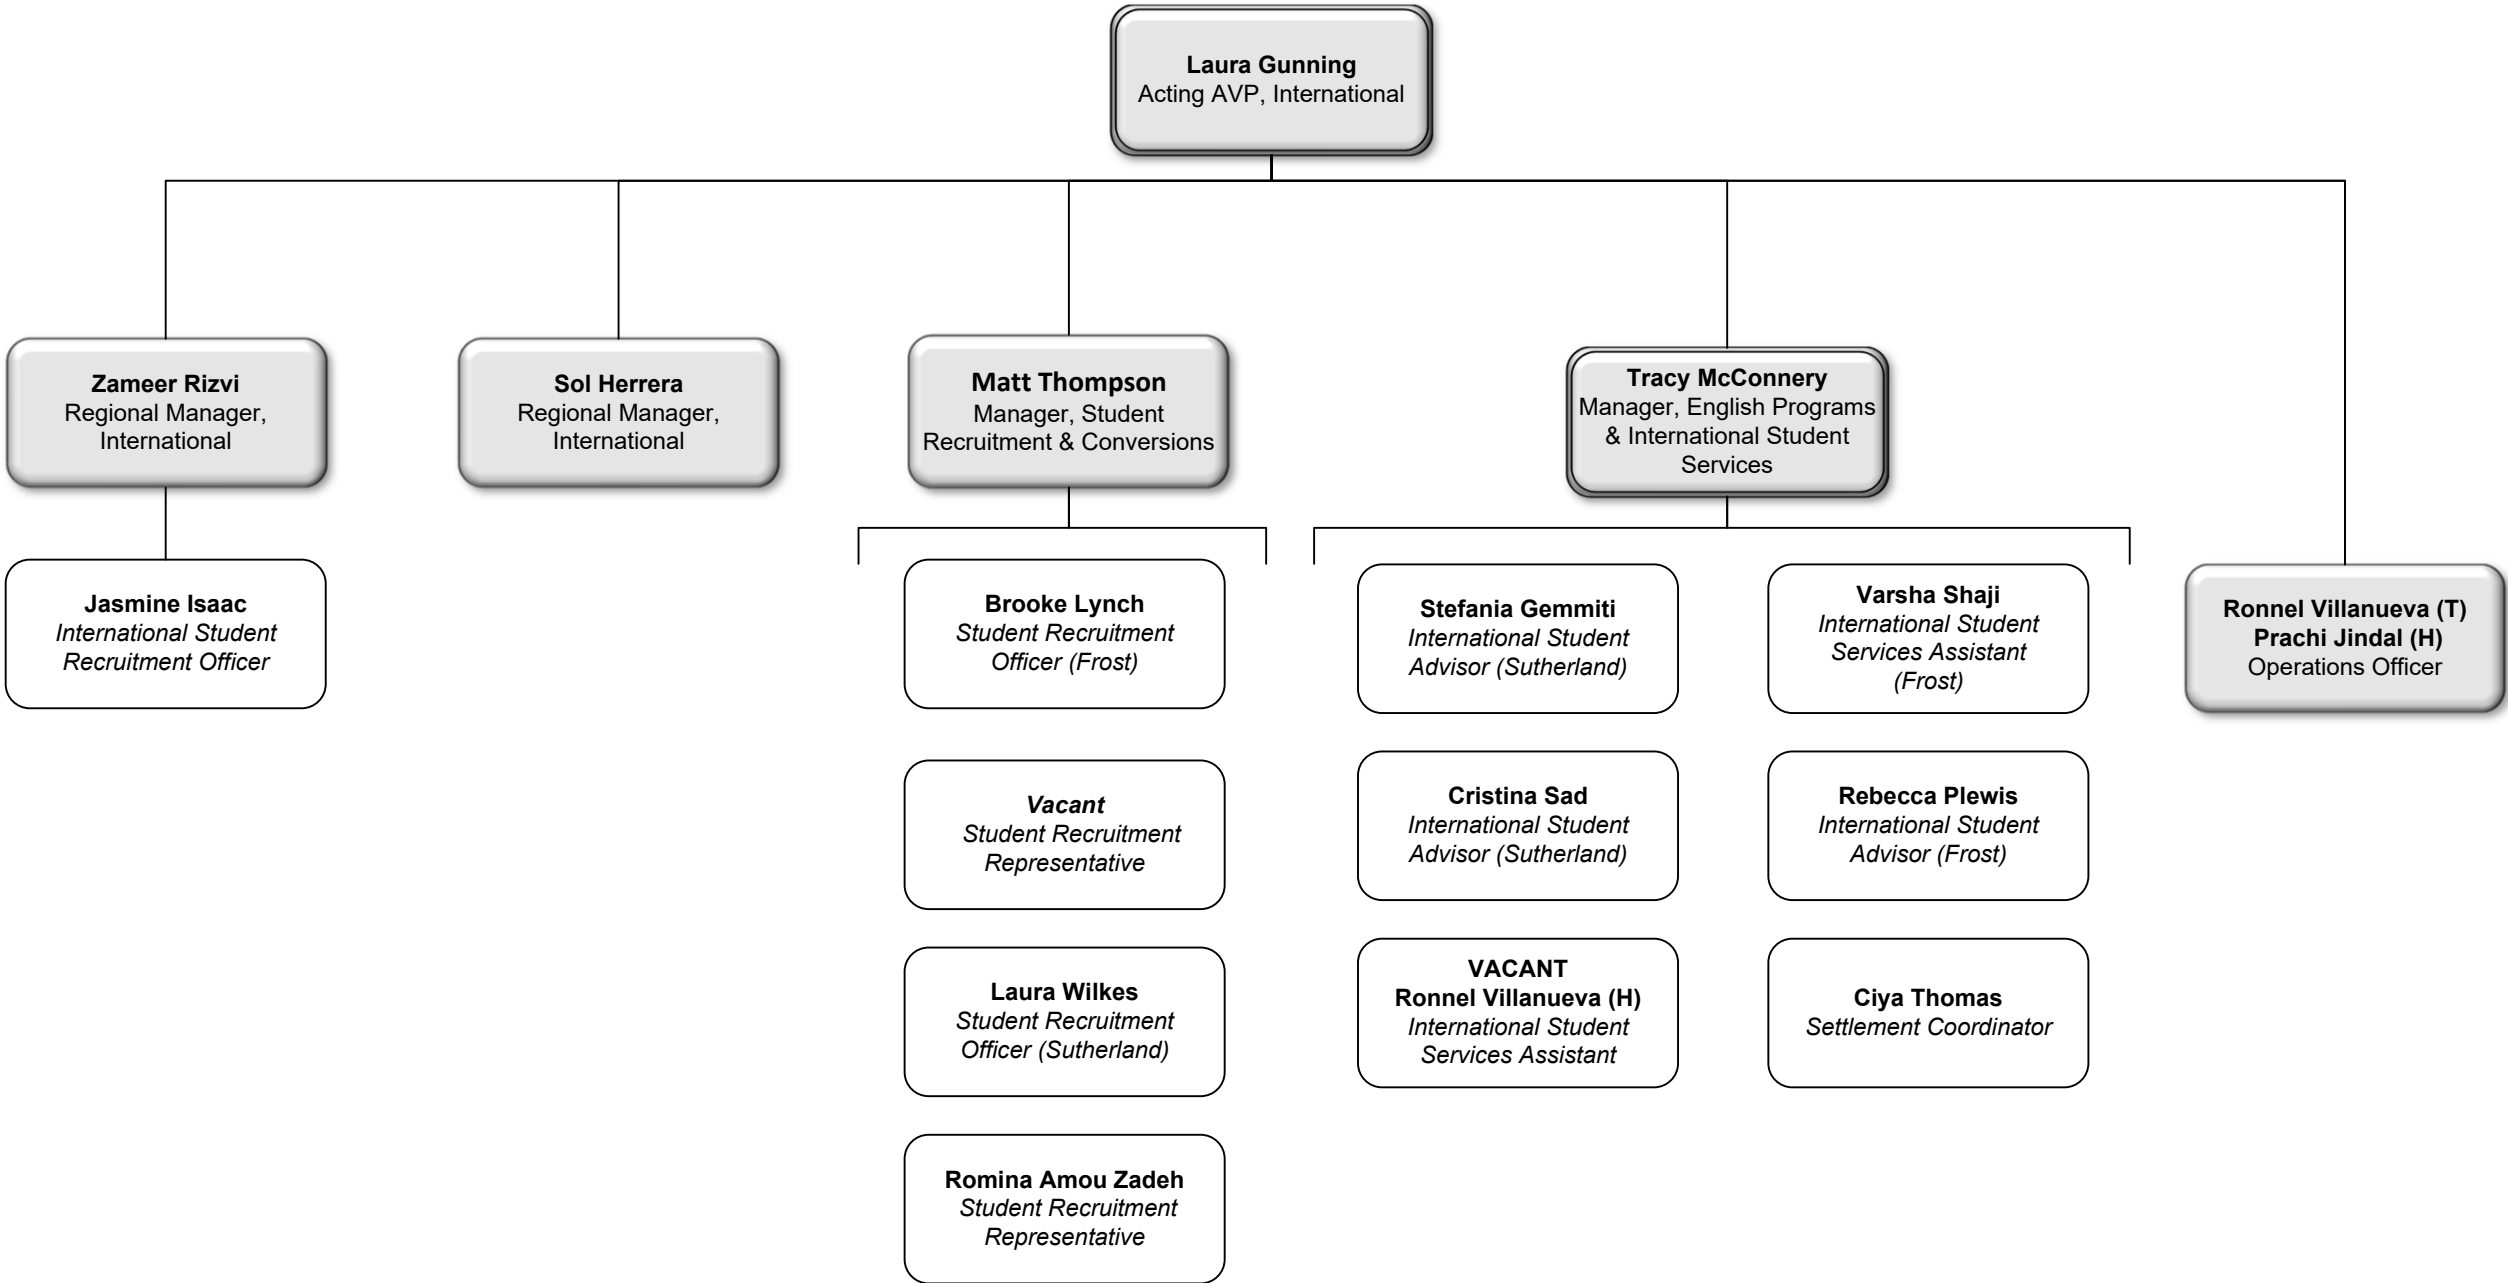 Laura Gunning
Acting AVP, International
Zameer Rizvi
Regional Manager,
International
Sol Herrera
Regional Manager,
International
Matt Thompson
Manager, Student
Recruitment & Conversions
Tracy McConnery
Manager, English Programs
& International Student
Services
Jasmine Isaac
International Student
Recruitment Officer
Brooke Lynch
Student Recruitment
Officer (Frost)
Stefania Gemmiti
International Student
Advisor (Sutherland)
Varsha Shaji
International Student
Services Assistant
(Frost)
Ronnel Villanueva (T)
Prachi Jindal (H)
Operations Officer
Vacant
Student Recruitment
Representative
Cristina Sad
International Student
Advisor (Sutherland)
Rebecca Plewis
International Student
Advisor (Frost)
Laura Wilkes
Student Recruitment
Officer (Sutherland)
VACANT
Ronnel Villanueva (H)
International Student
Services Assistant
Ciya Thomas
Settlement Coordinator
Romina Amou Zadeh
Student Recruitment
Representative